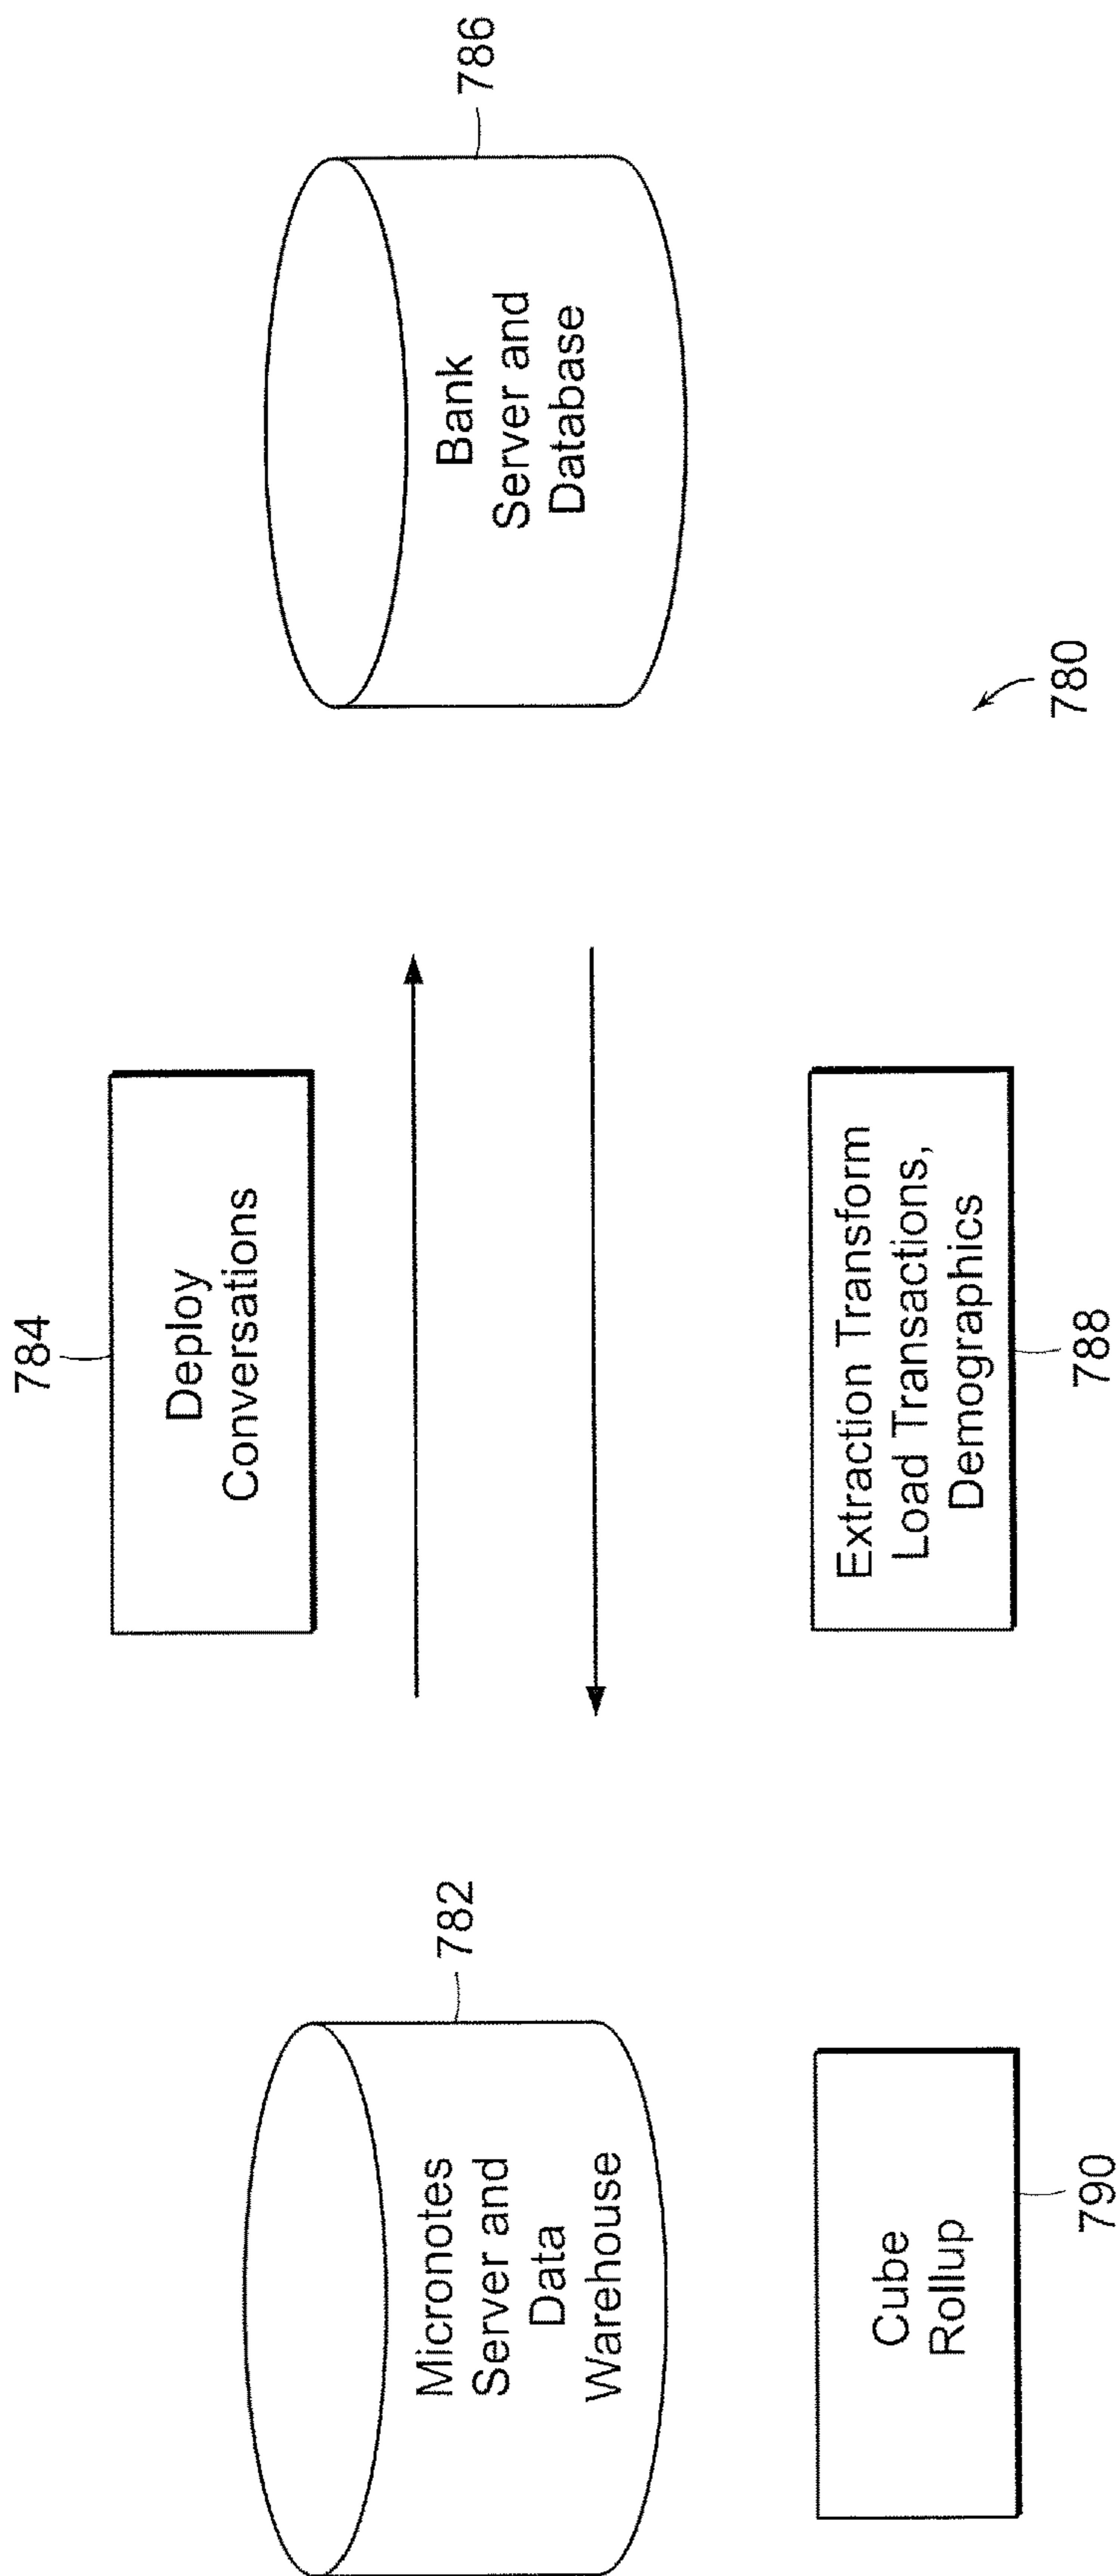 784
Deploy
Conversations
782
Micronotes
Server and
Data
Warehouse
786
Bank
Server and
Database
Cube
Rollup
790
Extraction Transform
Load Transactions,
Demographics
788
780